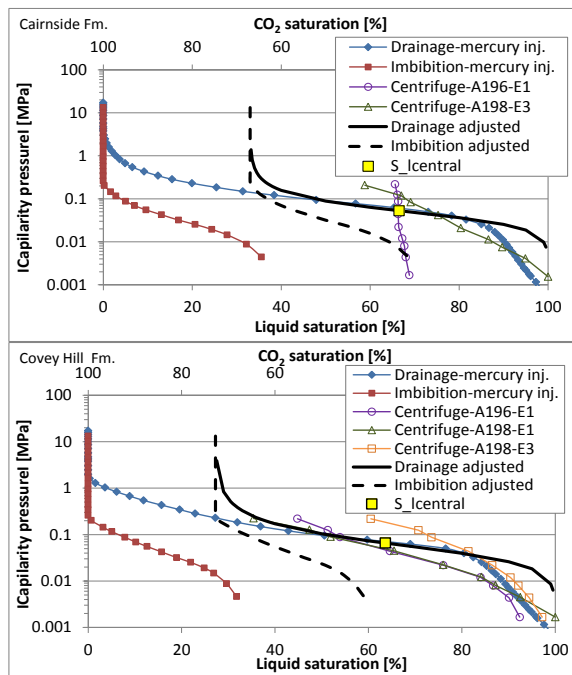 Cairnside Fm.
CO2 saturation [%]
100 80 60
ICapilarity pressurel [MPa]
100
10
1
0.1
0.01
0.001
0 20 40 60 80 100
Liquid saturation [%]
Drainage-mercury inj.
Imbibition-mercury inj.
Centrifuge-A196-E1
Centrifuge-A198-E3
Drainage adjusted
Imbibition adjusted
S_lcentral
Covey Hill Fm.
CO2 saturation [%]
100 80 60
ICapilarity pressurel [MPa]
100
10
1
0.1
0.01
0.001
0 20 40 60 80 100
Liquid saturation [%]
Drainage-mercury inj.
Imbibition-mercury inj.
Centrifuge-A196-E1
Centrifuge-A198-E1
Centrifuge-A198-E3
Drainage adjusted
Imbibition adjusted
S_lcentral